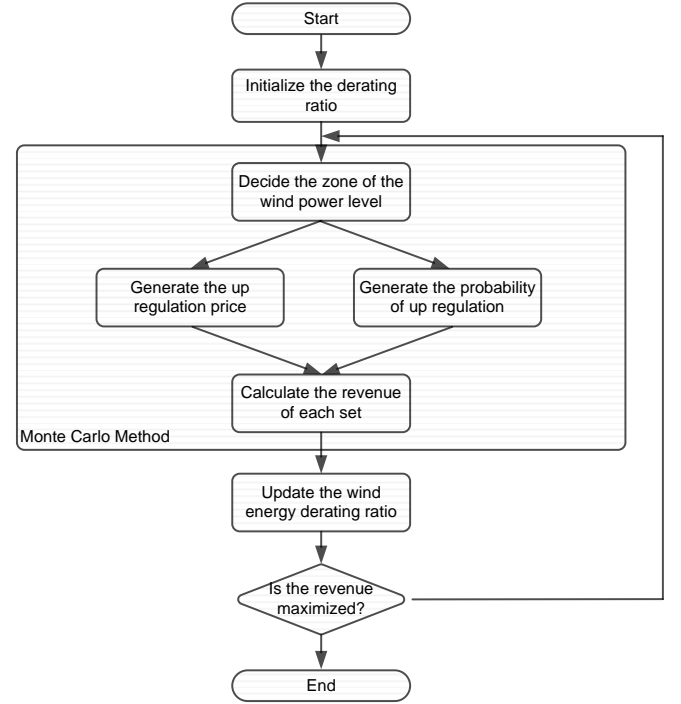 Start
Initialize the derating
ratio
Decide the zone of the
wind power level
Generate the up
regulation price
Generate the probability
of up regulation
Calculate the revenue
of each set
Monte Carlo Method
Update the wind
energy derating ratio
Is the revenue
maximized?
End